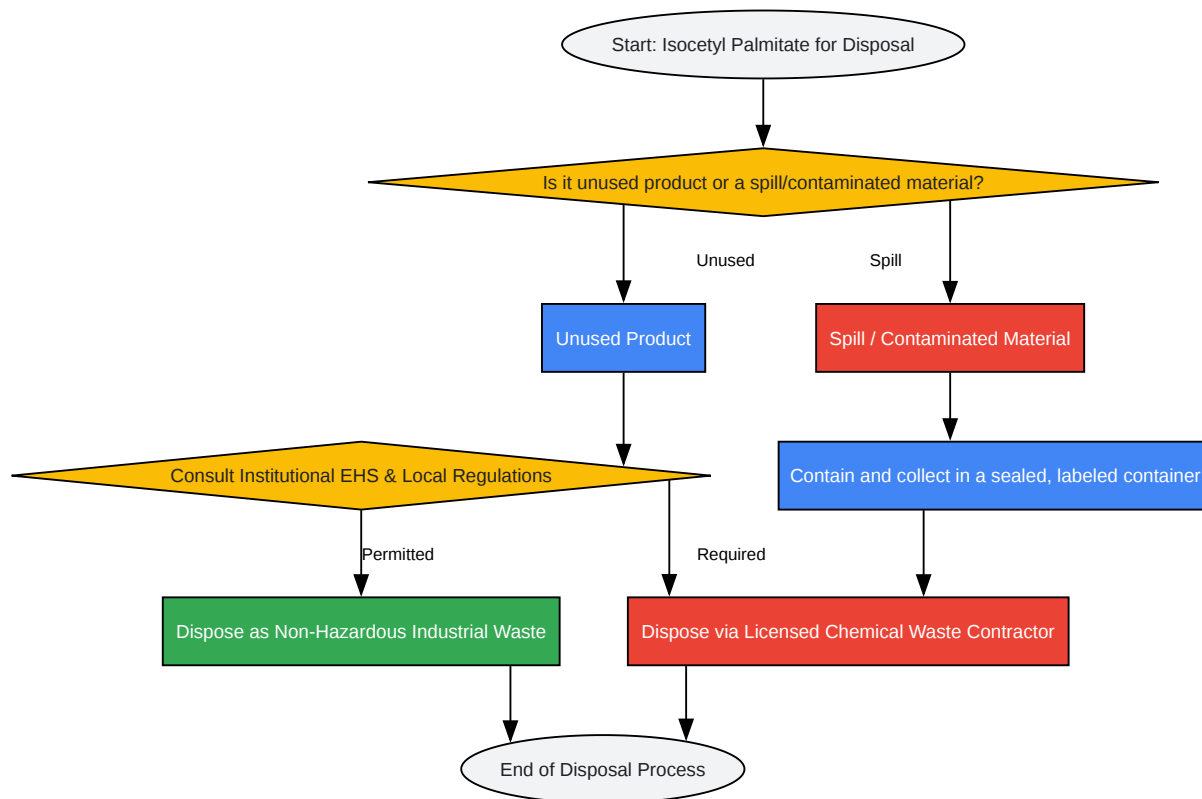 Start: Isocetyl Palmitate for Disposal
Is it unused product or a spill/contaminated material?
Unused
Spill
Unused Product
Spill / Contaminated Material
Consult Institutional EHS & Local Regulations
Contain and collect in a sealed, labeled container
Permitted
Required
Dispose as Non-Hazardous Industrial Waste
Dispose via Licensed Chemical Waste Contractor
End of Disposal Process